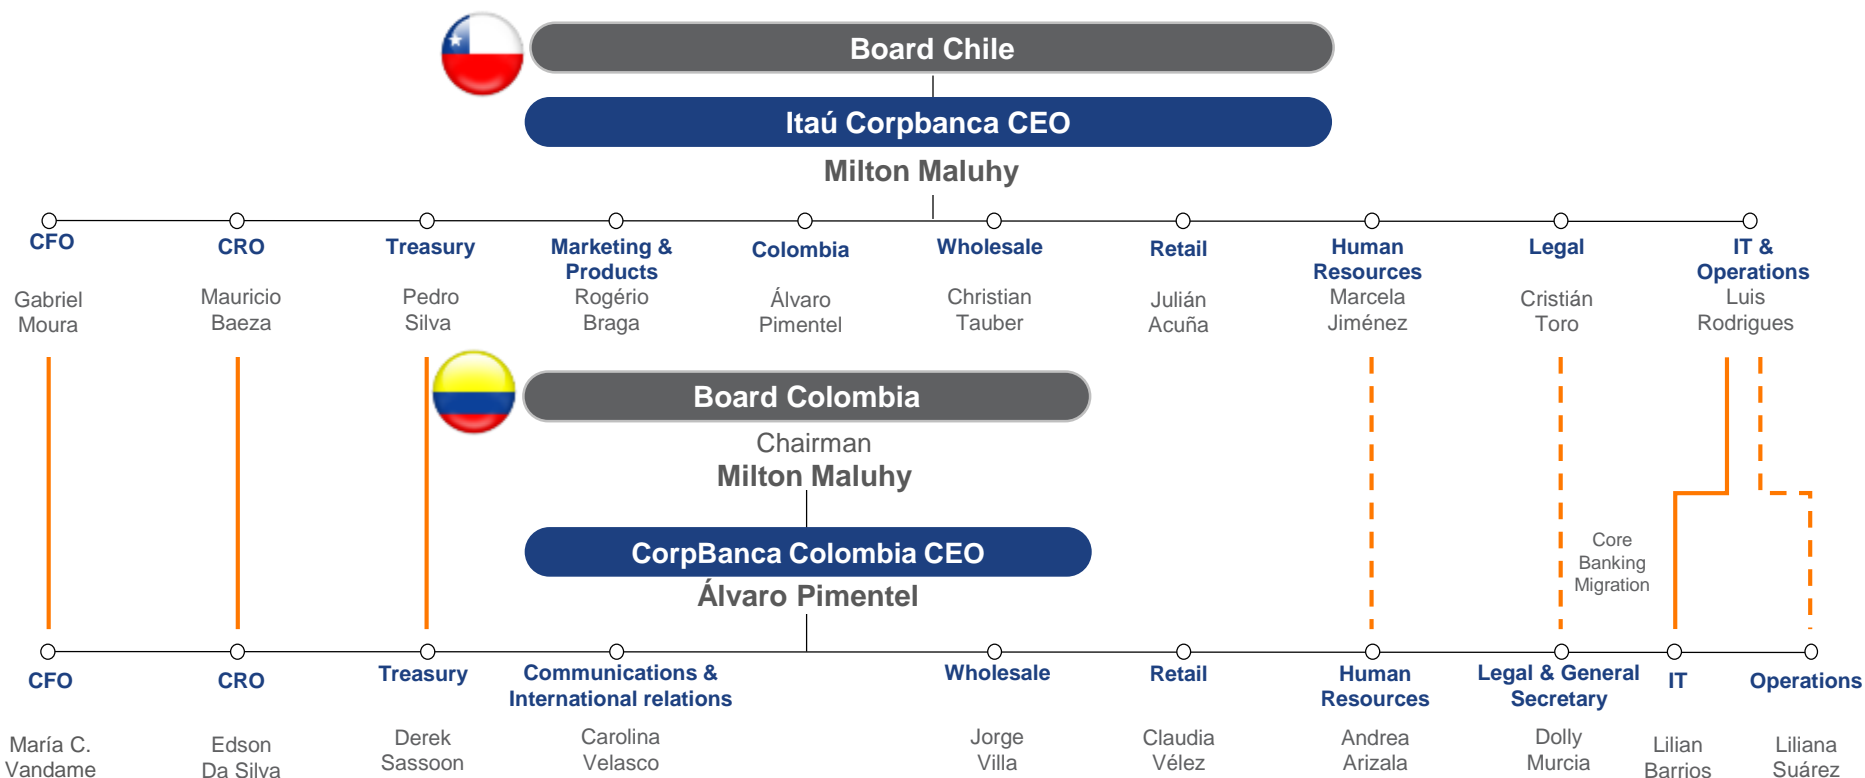 Board Chile
Itaú Corpbanca CEO
Milton Maluhy
CFO
Gabriel
Moura
CRO
Mauricio
Baeza
Treasury
Pedro
Silva
Marketing &
Products
Rogério
Braga
Colombia
Álvaro
Pimentel
Wholesale
Christian
Tauber
Retail
Julián
Acuña
Human
Resources
Marcela
Jiménez
Legal
Cristián
Toro
IT &
Operations
Luis
Rodrigues
Board Colombia
Chairman
Milton Maluhy
CorpBanca Colombia CEO
Álvaro Pimentel
Core
Banking
Migration
CFO
María C.
Vandame
CRO
Edson
Da Silva
Treasury
Derek
Sassoon
Communications &
International relations
Carolina
Velasco
Wholesale
Jorge
Villa
Retail
Claudia
Vélez
Human
Resources
Andrea
Arizala
Legal & General
Secretary
Dolly
Murcia
IT
Lilian
Barrios
Operations
Liliana
Suárez